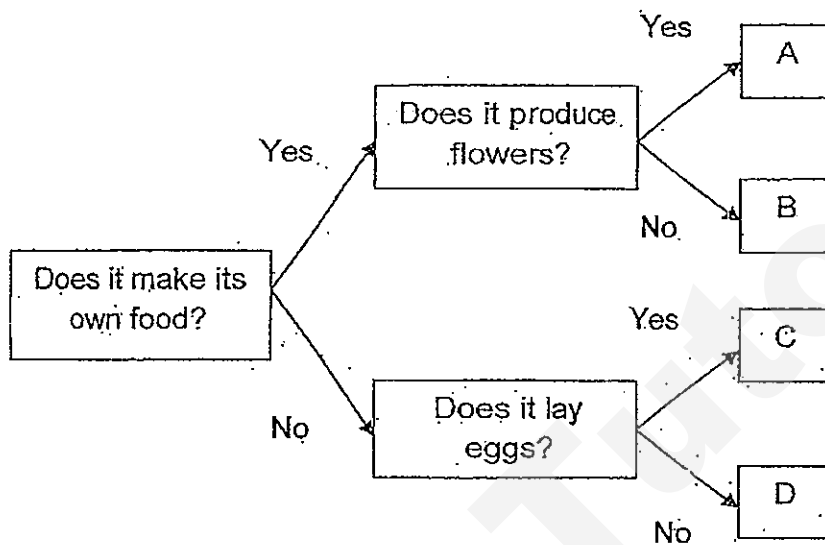 Yes
A
Does it produce
flowers?
Yes
No
B
Does it make its
own food?
Yes
C
No
Does it lay
eggs?
No
D
Tuto